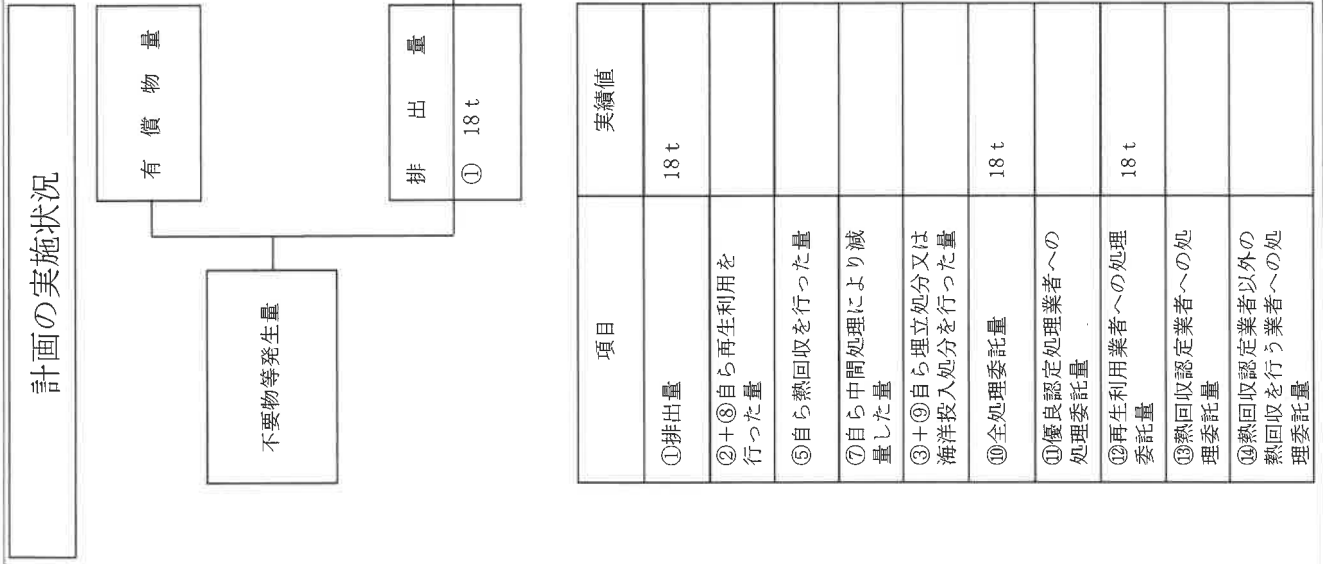 計画の実施状況
有償物量
不要物等発生量
排出量
① 18t
項目
実績値
①排出量
18t
②+⑧自ら再生利用を
行った量
⑤自ら熱回収を行った量
⑦自ら中間処理により減
量した量
③+⑨自ら埋立処分又は
海洋投入処分を行った量
⑩全処理委託量
18t
⑪優良認定処理業者への
処理委託量
⑫再生利用業者への処理
委託量
18t
⑬熱回収認定業者への処
理委託量
⑭熱回収認定業者以外の
熱回収を行う業者への処
理委託量